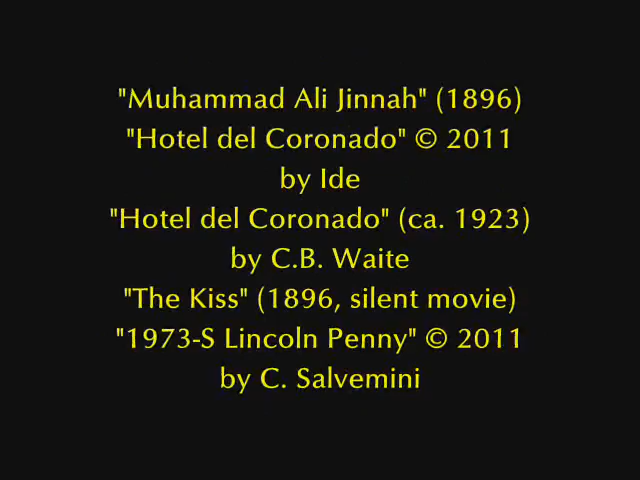 "Muhammad Ali Jinnah" (1896)
"Hotel del Coronado" © 2011
by Ide
"Hotel del Coronado" (ca. 1923)
by C.B. Waite
"The Kiss" (1896, silent movie)
"1973-S Lincoln Penny" © 2011
by C. Salvemini